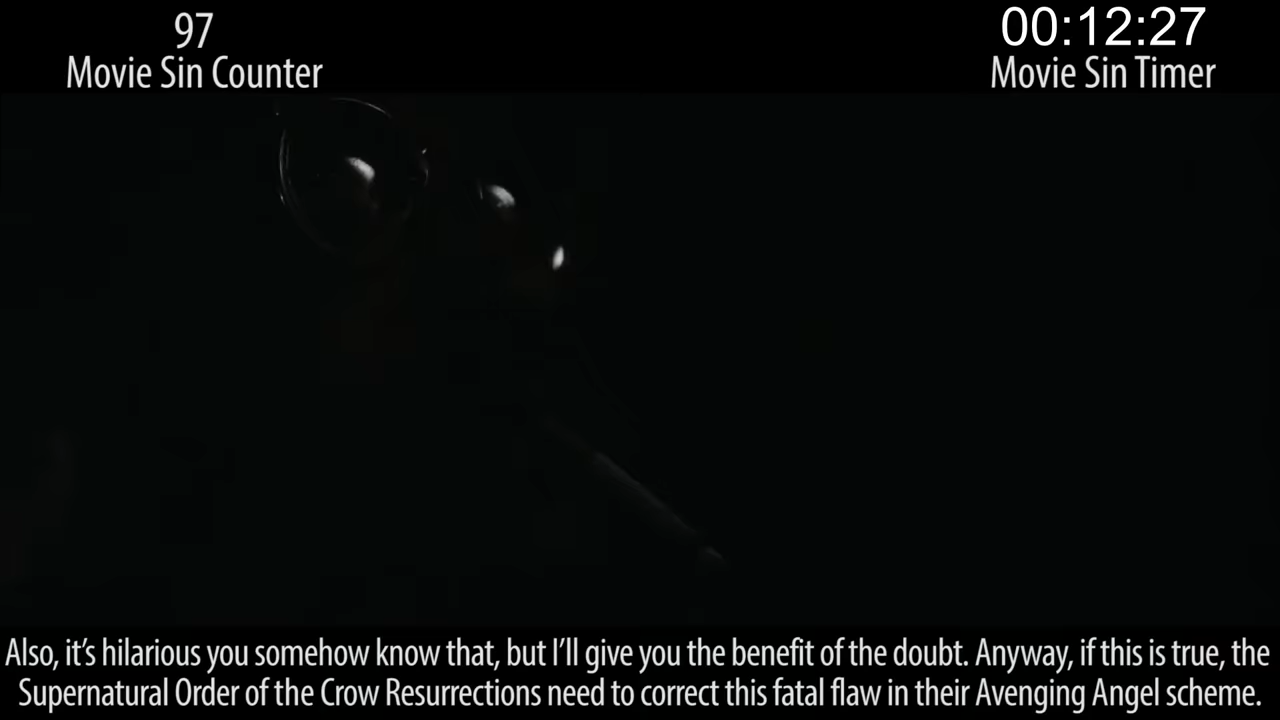 97
Movie Sin Counter
00:12:27
Movie Sin Timer
Also, it's hilarious you somehow know that, but I'll give you the benefit of the doubt. Anyway, if this is true, the
Supernatural Order of the Crow Resurrections need to correct this fatal flaw in their Avenging Angel scheme.